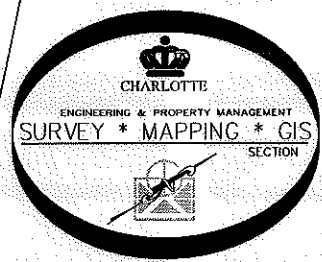 CHARLOTTE
ENGINEERING & PROPERTY MANAGEMENT
SURVEY * MAPPING * GIS
SECTION